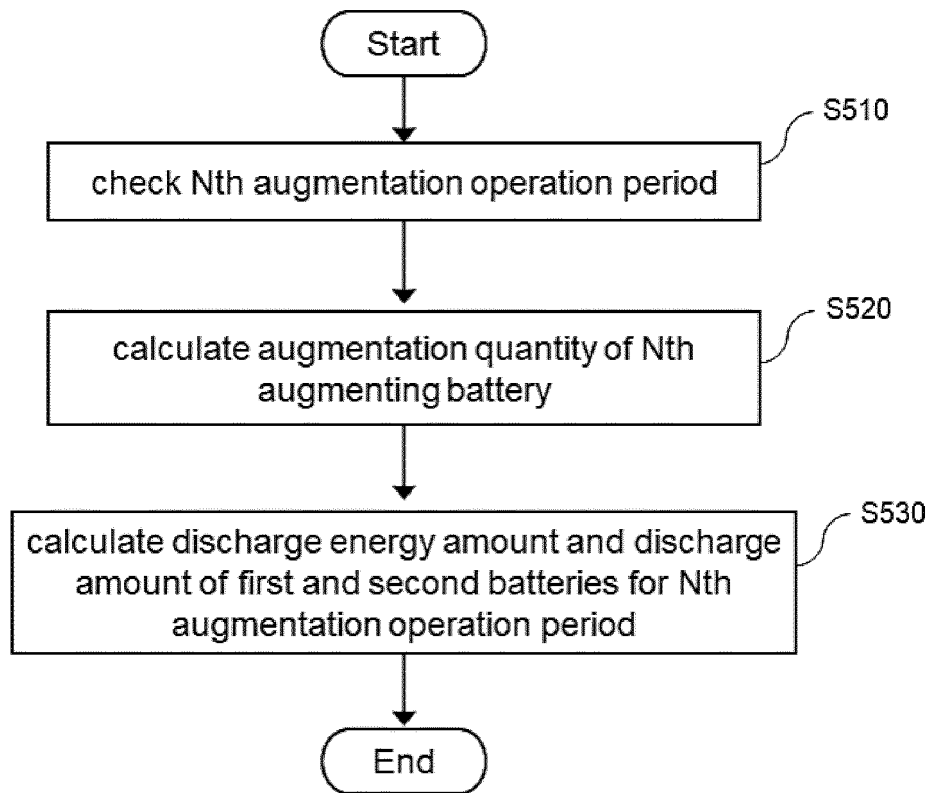 Start
S510
check Nth augmentation operation period
S520
calculate augmentation quantity of Nth
augmenting battery
S530
calculate discharge energy amount and discharge
amount of first and second batteries for Nth
augmentation operation period
End